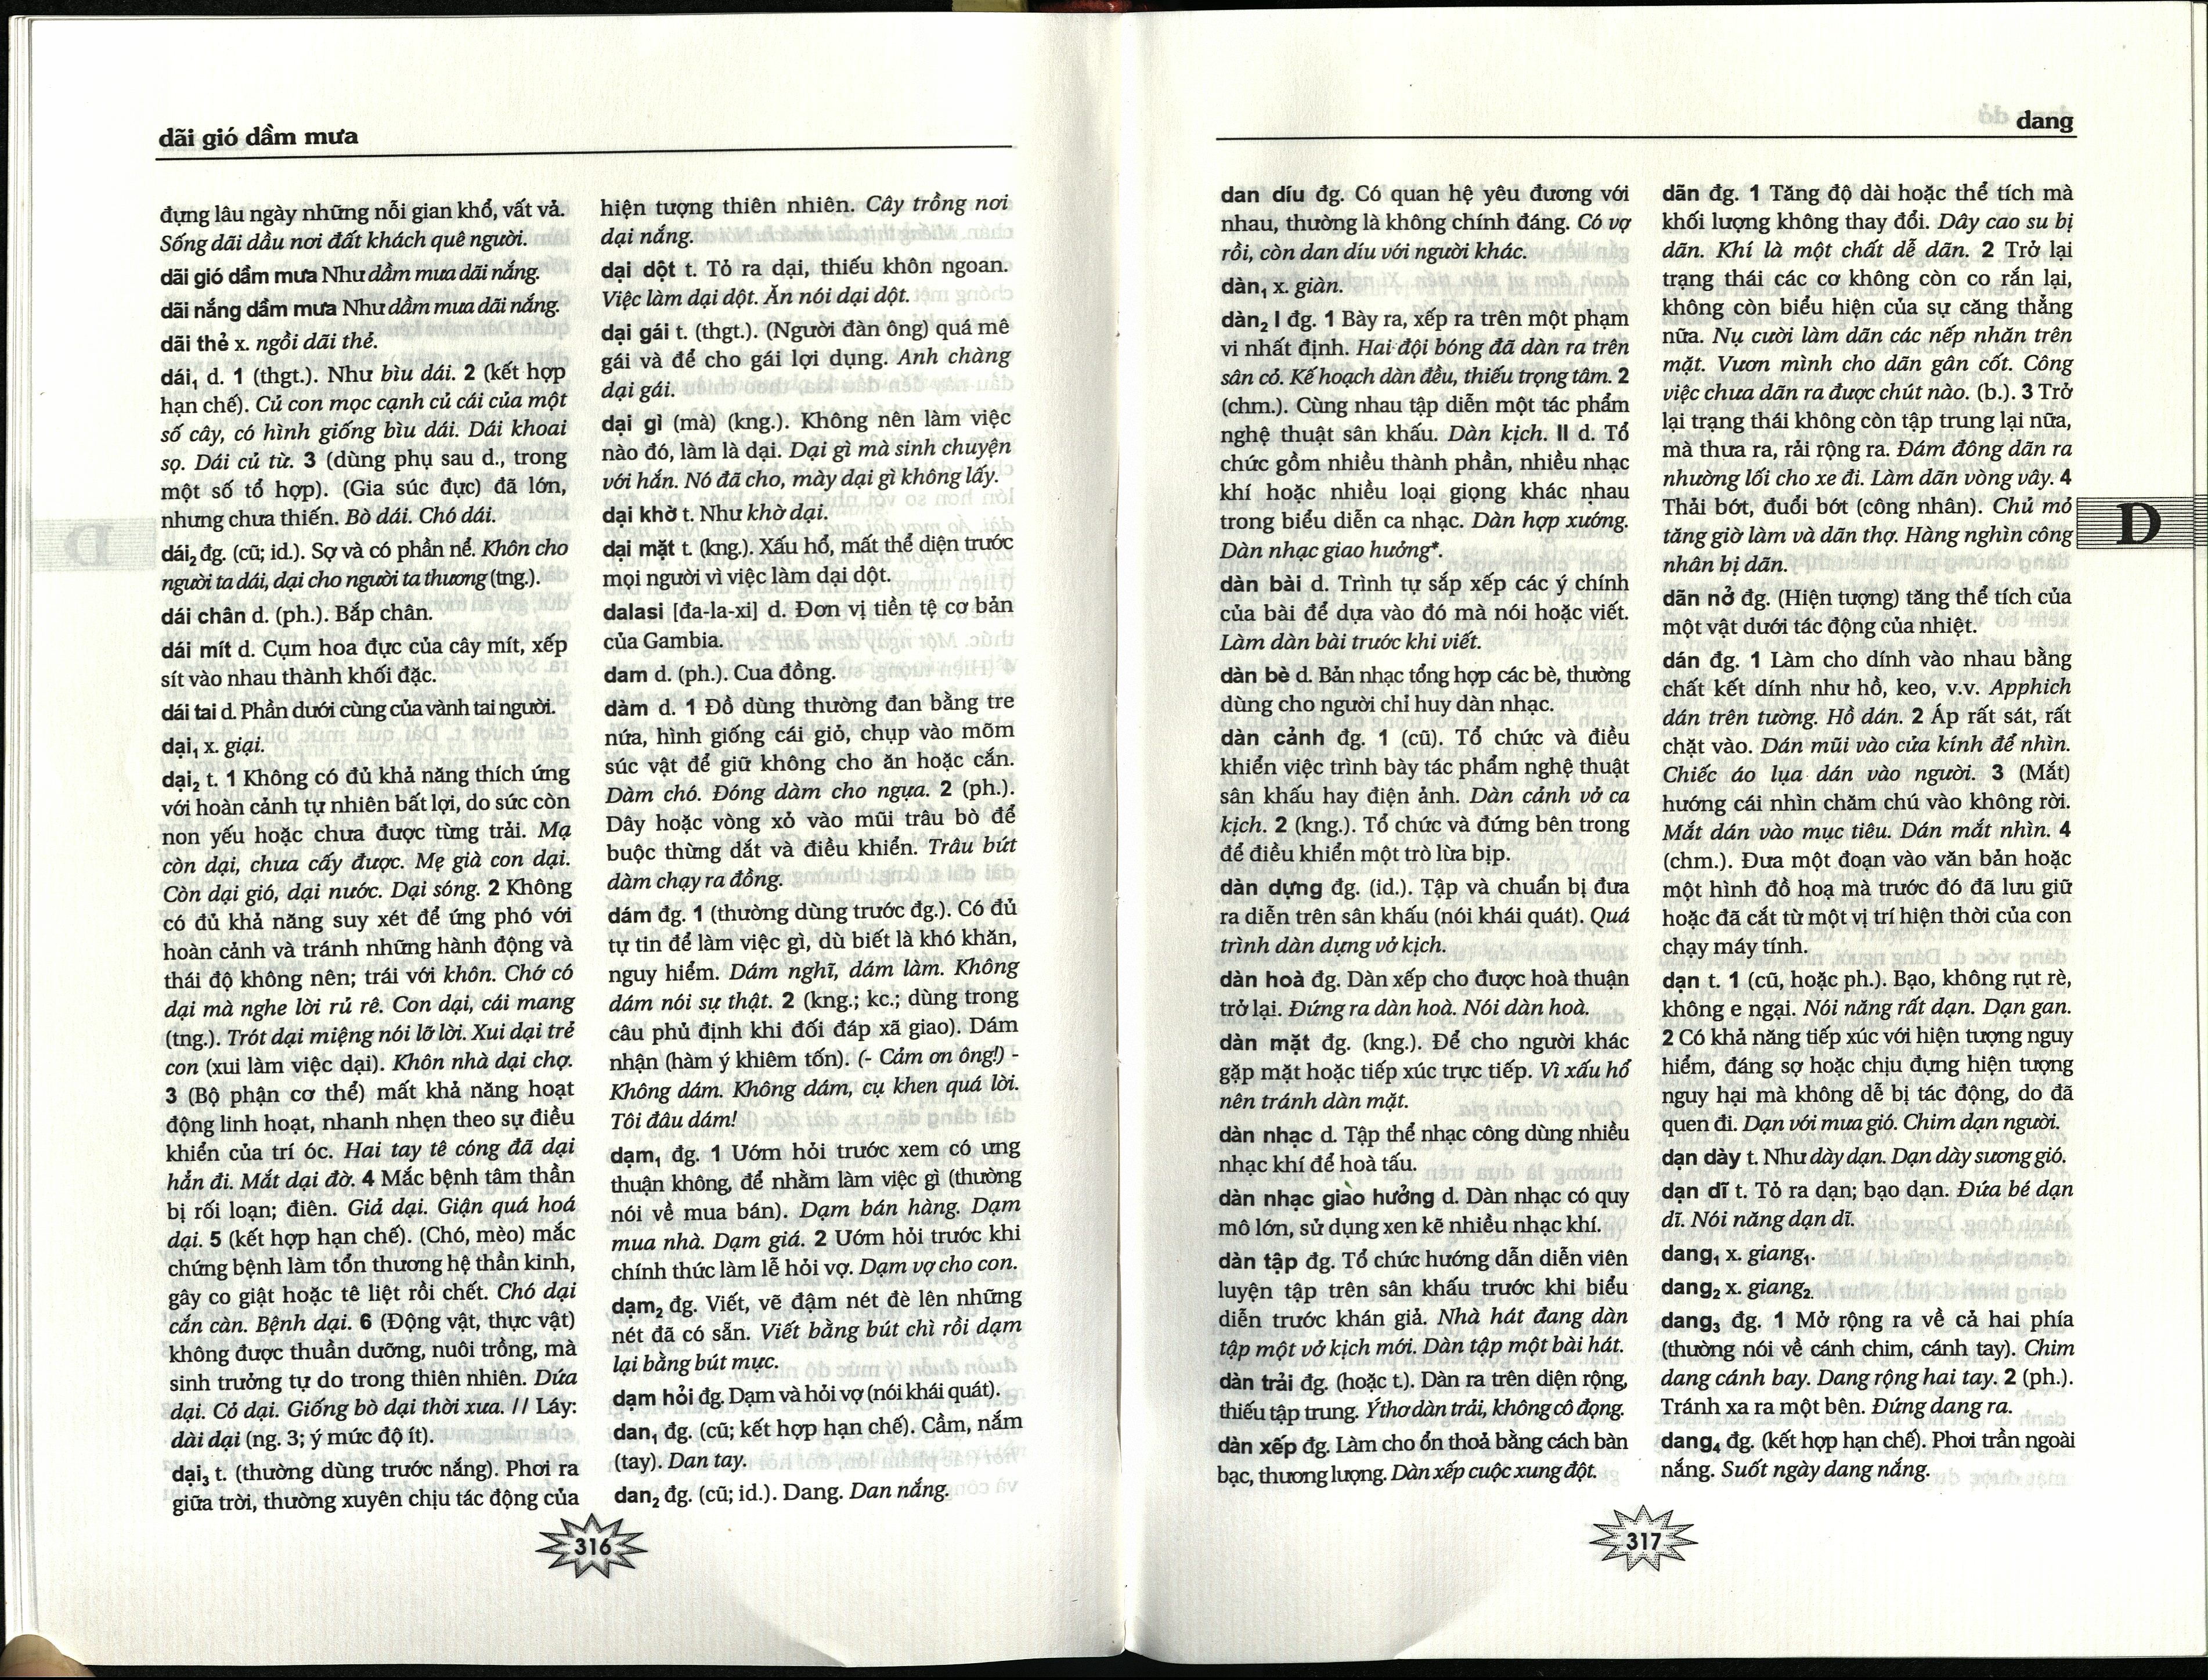 dãi gió dầm mưa
đựng lâu ngày những nỗi gian khổ, vất vả.
Sống dãi dầu nơi đất khách quê người.
dãi gió dầm mưa Như dầm mưa dãi nắng.
dãi nắng dầm mưa Như dầm mưa dãi nắng.
dãi thẻ x. ngồi dãi thẻ.
dái₁ d. 1 (thgt.). Như bìu dái. 2 (kết hợp
hạn chế). Củ con mọc cạnh củ cái của một
số cây, có hình giống bìu dái. Dái khoai
sọ. Dái củ từ. 3 (dùng phụ sau d., trong
một số tổ hợp). (Gia súc đực) đã lớn,
nhưng chưa thiến. Bò dái. Chó dái.
dái₂ đg. (cũ; id.). Sợ và có phần nể. Khôn cho
người ta dái, dại cho người ta thương (tng.).
dái chân d. (ph.). Bắp chân.
dái mít d. Cụm hoa đực của cây mít, xếp
sít vào nhau thành khối đặc.
dái tai d. Phần dưới cùng của vành tai người.
dại₁ x. giại.
dại₂ t. 1 Không có đủ khả năng thích ứng
với hoàn cảnh tự nhiên bất lợi, do sức còn
non yếu hoặc chưa được từng trải. Mạ
còn dại, chưa cấy được. Mẹ già con dại.
Còn dại gió, dại nước. Dại sóng. 2 Không
có đủ khả năng suy xét để ứng phó với
hoàn cảnh và tránh những hành động và
thái độ không nên; trái với khôn. Chớ có
dại mà nghe lời rủ rê. Con dại, cái mang
(tng.). Trót dại miệng nói lỡ lời. Xui dại trẻ
con (xui làm việc dại). Khôn nhà dại chợ.
3 (Bộ phận cơ thể) mất khả năng hoạt
động linh hoạt, nhanh nhẹn theo sự điều
khiển của trí óc. Hai tay tê cóng đã dại
hẳn đi. Mắt dại đờ. 4 Mắc bệnh tâm thần
bị rối loạn; điên. Giả dại. Giận quá hoá
dại. 5 (kết hợp hạn chế). (Chó, mèo) mắc
chứng bệnh làm tổn thương hệ thần kinh,
gây co giật hoặc tê liệt rồi chết. Chó dại
cắn càn. Bệnh dại. 6 (Động vật, thực vật)
không được thuần dưỡng, nuôi trồng, mà
sinh trưởng tự do trong thiên nhiên. Dứa
dại. Cỏ dại. Giống bò dại thời xưa. // Láy:
dài dại (ng. 3; ý mức độ ít).
dại₃ t. (thường dùng trước nắng). Phơi ra
giữa trời, thường xuyên chịu tác động của
hiện tượng thiên nhiên. Cây trồng nơi
dại nắng.
dại dột t. Tỏ ra dại, thiếu khôn ngoan.
Việc làm dại dột. Ăn nói dại dột.
dại gái t. (thgt.). (Người đàn ông) quá mê
gái và để cho gái lợi dụng. Anh chàng
dại gái.
dại gì (mà) (kng.). Không nên làm việc
nào đó, làm là dại. Dại gì mà sinh chuyện
với hắn. Nó đã cho, mày dại gì không lấy.
dại khờ t. Như khờ dại.
dại mặt t. (kng.). Xấu hổ, mất thể diện trước
mọi người vì việc làm dại dột.
dalasi [đa-la-xi] d. Đơn vị tiền tệ cơ bản
của Gambia.
dam d. (ph.). Cua đồng.
dàm d. 1 Đồ dùng thường đan bằng tre
nứa, hình giống cái giỏ, chụp vào mõm
súc vật để giữ không cho ăn hoặc cắn.
Dàm chó. Đóng dàm cho ngựa. 2 (ph.).
Dây hoặc vòng xỏ vào mũi trâu bò để
buộc thừng dắt và điều khiển. Trâu bứt
dàm chạy ra đồng.
dám đg. 1 (thường dùng trước đg.). Có đủ
tự tin để làm việc gì, dù biết là khó khăn,
nguy hiểm. Dám nghĩ, dám làm. Không
dám nói sự thật. 2 (kng.; kc.; dùng trong
câu phủ định khi đối đáp xã giao). Dám
nhận (hàm ý khiêm tốn). (- Cảm ơn ông!) -
Không dám. Không dám, cụ khen quá lời.
Tôi đâu dám!
dạm₁ đg. 1 Ướm hỏi trước xem có ưng
thuận không, để nhằm làm việc gì (thường
nói về mua bán). Dạm bán hàng. Dạm
mua nhà. Dạm giá. 2 Ướm hỏi trước khi
chính thức làm lễ hỏi vợ. Dạm vợ cho con.
dạm₂ đg. Viết, vẽ đậm nét đè lên những
nét đã có sẵn. Viết bằng bút chì rồi dạm
lại bằng bút mực.
dạm hỏi đg. Dạm và hỏi vợ (nói khái quát).
dan₁ đg. (cũ; kết hợp hạn chế). Cầm, nắm
(tay). Dan tay.
dan₂ đg. (cũ; id.). Dang. Dan nắng.
316
dang
dan díu đg. Có quan hệ yêu đương với
nhau, thường là không chính đáng. Có vợ
rồi, còn dan díu với người khác.
dàn₁ x. giàn.
dàn₂ I đg. 1 Bày ra, xếp ra trên một phạm
vi nhất định. Hai đội bóng đã dàn ra trên
sân cỏ. Kế hoạch dàn đều, thiếu trọng tâm. 2
(chm.). Cùng nhau tập diễn một tác phẩm
nghệ thuật sân khấu. Dàn kịch. II d. Tổ
chức gồm nhiều thành phần, nhiều nhạc
khí hoặc nhiều loại giọng khác nhau
trong biểu diễn ca nhạc. Dàn hợp xướng.
Dàn nhạc giao hưởng*.
dàn bài d. Trình tự sắp xếp các ý chính
của bài để dựa vào đó mà nói hoặc viết.
Làm dàn bài trước khi viết.
dàn bè d. Bản nhạc tổng hợp các bè, thường
dùng cho người chỉ huy dàn nhạc.
dàn cảnh đg. 1 (cũ). Tổ chức và điều
khiển việc trình bày tác phẩm nghệ thuật
sân khấu hay điện ảnh. Dàn cảnh vở ca
kịch. 2 (kng.). Tổ chức và đứng bên trong
để điều khiển một trò lừa bịp.
dàn dựng đg. (id.). Tập và chuẩn bị đưa
ra diễn trên sân khấu (nói khái quát). Quá
trình dàn dựng vở kịch.
dàn hoà đg. Dàn xếp cho được hoà thuận
trở lại. Đứng ra dàn hoà. Nói dàn hoà.
dàn mặt đg. (kng.). Để cho người khác
gặp mặt hoặc tiếp xúc trực tiếp. Vì xấu hổ
nên tránh dàn mặt.
dàn nhạc d. Tập thể nhạc công dùng nhiều
nhạc khí để hoà tấu.
dàn nhạc giao hưởng d. Dàn nhạc có quy
mô lớn, sử dụng xen kẽ nhiều nhạc khí.
dàn tập đg. Tổ chức hướng dẫn diễn viên
luyện tập trên sân khấu trước khi biểu
diễn trước khán giả. Nhà hát đang dàn
tập một vở kịch mới. Dàn tập một bài hát.
dàn trải đg. (hoặc t.). Dàn ra trên diện rộng,
thiếu tập trung. Ý thơ dàn trải, không cô đọng.
dàn xếp đg. Làm cho ổn thoả bằng cách bàn
bạc, thương lượng. Dàn xếp cuộc xung đột.
dãn đg. 1 Tăng độ dài hoặc thể tích mà
khối lượng không thay đổi. Dây cao su bị
dãn. Khí là một chất dễ dãn. 2 Trở lại
trạng thái các cơ không còn co rắn lại,
không còn biểu hiện của sự căng thẳng
nữa. Nụ cười làm dãn các nếp nhăn trên
mặt. Vươn mình cho dãn gân cốt. Công
việc chưa dãn ra được chút nào. (b.). 3 Trở
lại trạng thái không còn tập trung lại nữa,
mà thưa ra, rải rộng ra. Đám đông dãn ra
nhường lối cho xe đi. Làm dãn vòng vây. 4
Thải bớt, đuổi bớt (công nhân). Chủ mỏ
tăng giờ làm và dãn thợ. Hàng nghìn công
nhân bị dãn.
dãn nở đg. (Hiện tượng) tăng thể tích của
một vật dưới tác động của nhiệt.
dán đg. 1 Làm cho dính vào nhau bằng
chất kết dính như hồ, keo, v.v. Apphich
dán trên tường. Hồ dán. 2 Áp rất sát, rất
chặt vào. Dán mũi vào cửa kính để nhìn.
Chiếc áo lụa dán vào người. 3 (Mắt)
hướng cái nhìn chăm chú vào không rời.
Mắt dán vào mục tiêu. Dán mắt nhìn. 4
(chm.). Đưa một đoạn vào văn bản hoặc
một hình đồ hoạ mà trước đó đã lưu giữ
hoặc đã cắt từ một vị trí hiện thời của con
chạy máy tính.
dạn t. 1 (cũ, hoặc ph.). Bạo, không rụt rè,
không e ngại. Nói năng rất dạn. Dạn gan.
2 Có khả năng tiếp xúc với hiện tượng nguy
hiểm, đáng sợ hoặc chịu đựng hiện tượng
nguy hại mà không dễ bị tác động, do đã
quen đi. Dạn với mưa gió. Chim dạn người.
dạn dày t. Như dày dạn. Dạn dày sương gió.
dạn dĩ t. Tỏ ra dạn; bạo dạn. Đứa bé dạn
dĩ. Nói năng dạn dĩ.
dang₁ x. giang₁.
dang₂ x. giang₂.
dang₃ đg. 1 Mở rộng ra về cả hai phía
(thường nói về cánh chim, cánh tay). Chim
dang cánh bay. Dang rộng hai tay. 2 (ph.).
Tránh xa ra một bên. Đứng dang ra.
dang₄ đg. (kết hợp hạn chế). Phơi trần ngoài
nắng. Suốt ngày dang nắng.
D
317